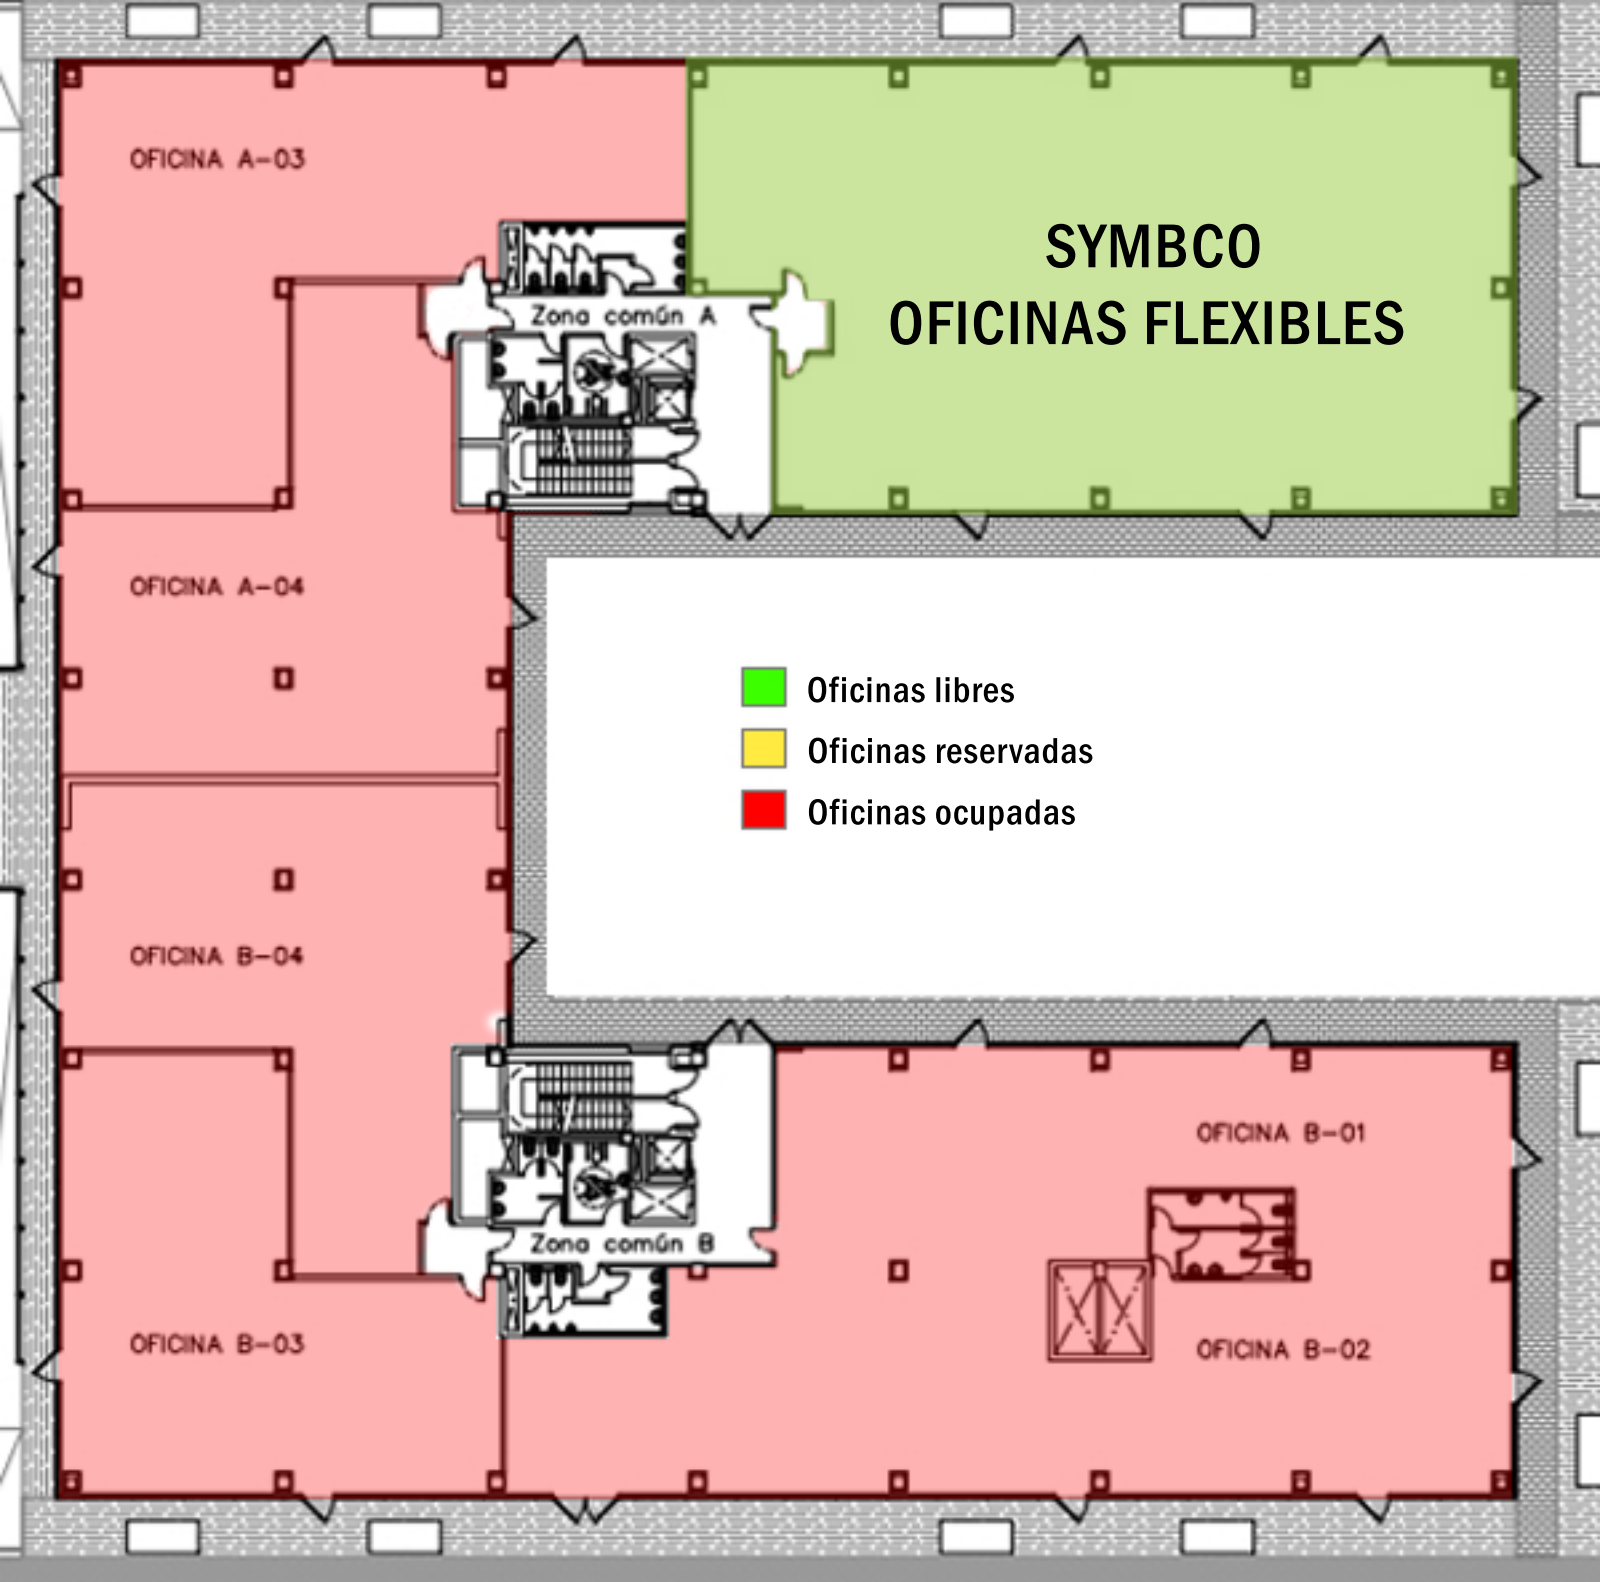 OFICINA A-03
SYMBCO
OFICINAS FLEXIBLES
Zona común A
OFICINA A-04
Oficinas libres
Oficinas reservadas
Oficinas ocupadas
OFICINA B-04
OFICINA B-01
Zona común B
OFICINA B-03
OFICINA B-02